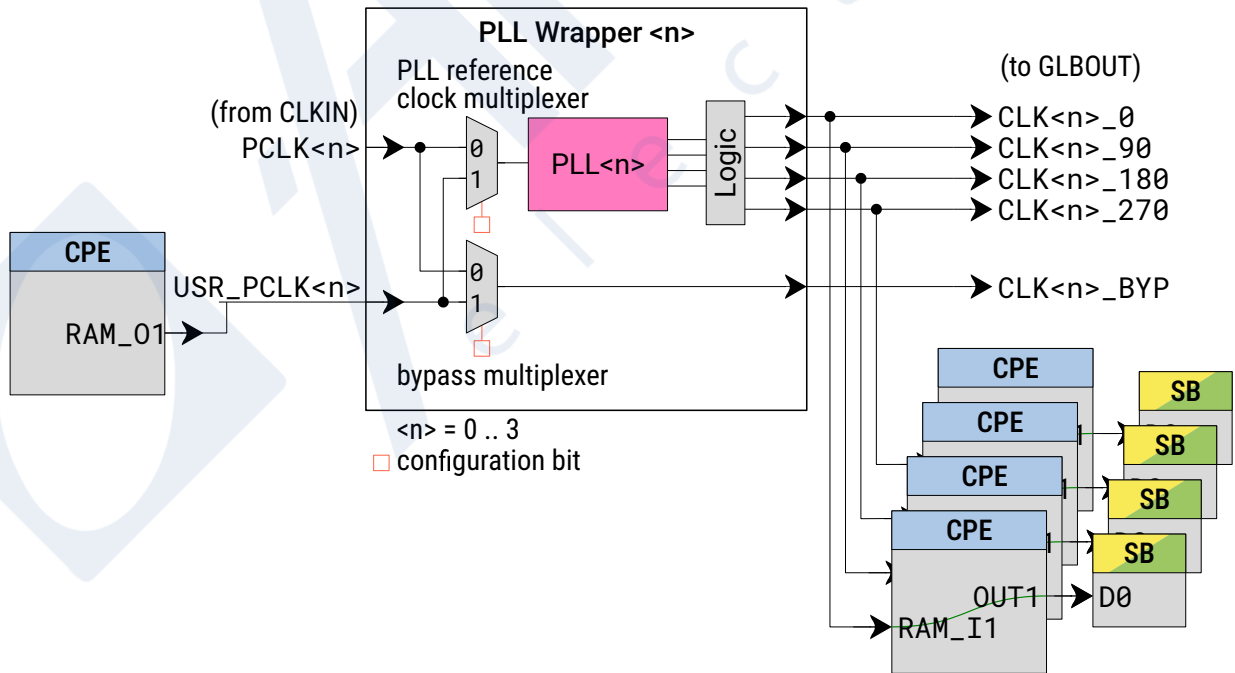 PLL Wrapper <n>
PLL reference
clock multiplexer
(from CLKIN)
PCLK<n>
0
1
PLL<n>
Logic
(to GLBOUT)
CLK<n>_0
CLK<n>_90
CLK<n>_180
CLK<n>_270
CPE
USR_PCLK<n>
RAM_O1
0
1
CLK<n>_BYP
bypass multiplexer
<n> = 0 .. 3
configuration bit
CPE
SB
CPE
SB
CPE
SB
CPE
SB
OUT1
D0
RAM_I1